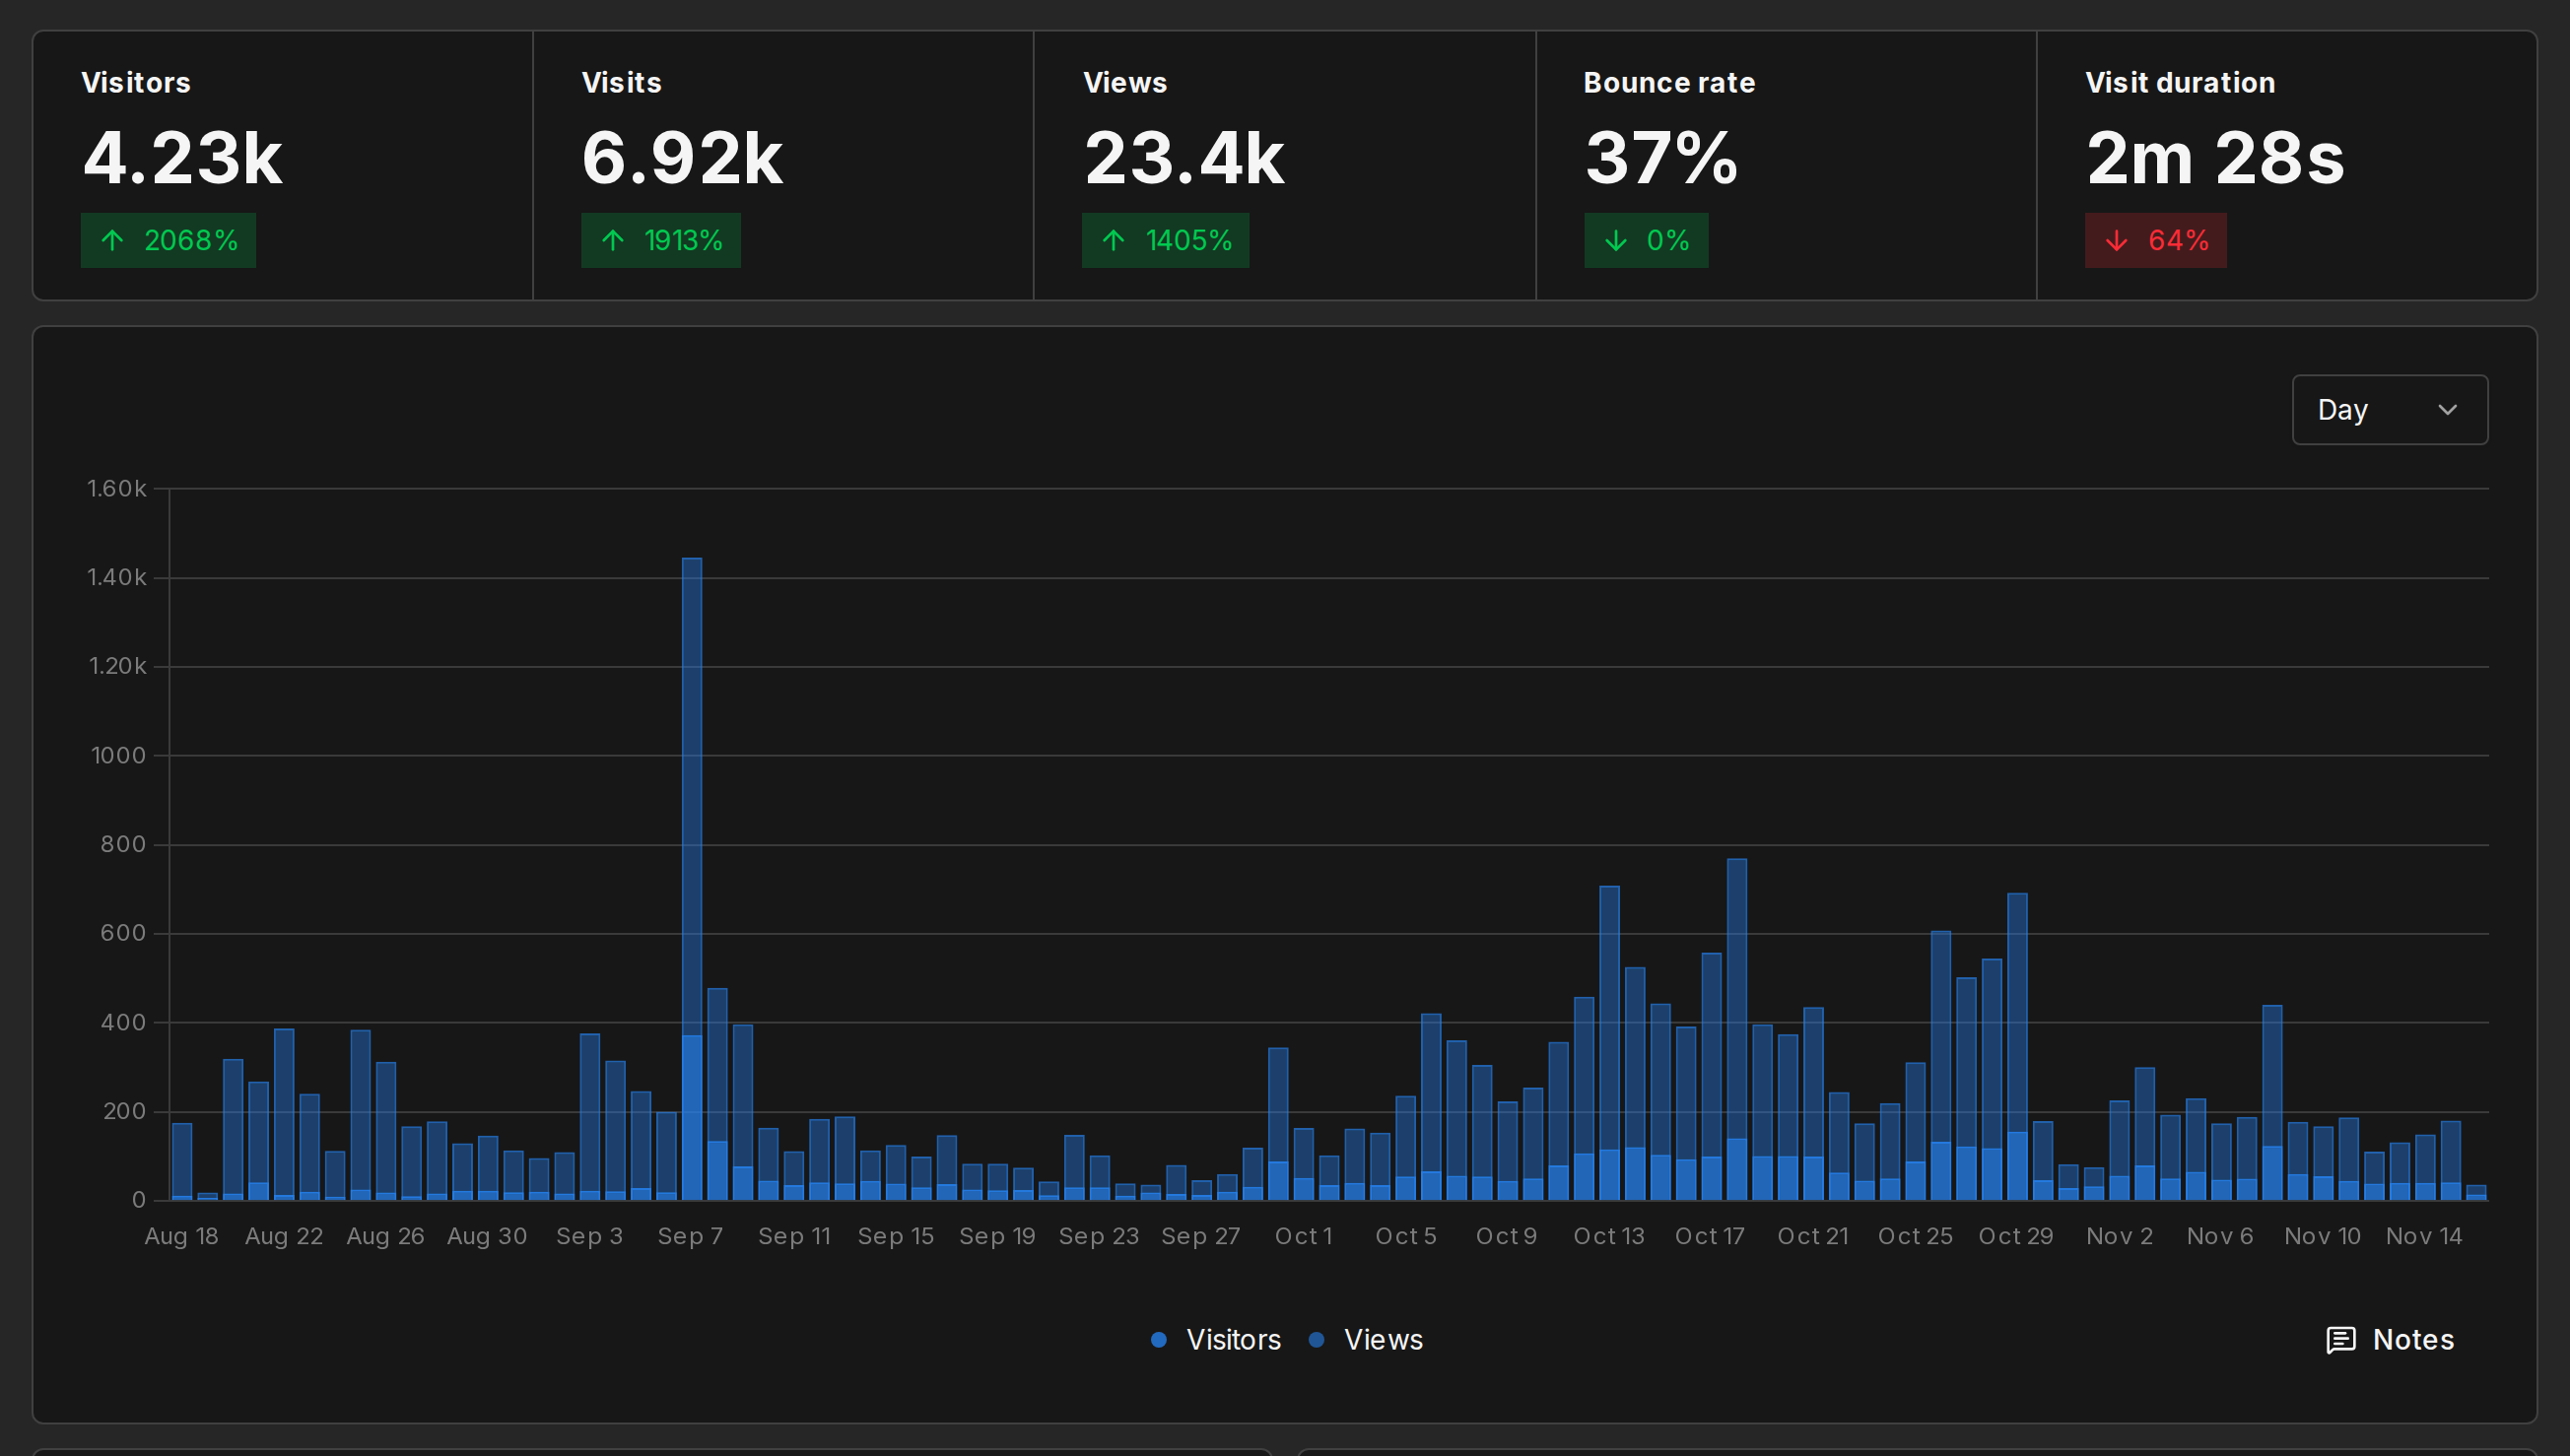 Visitors
4.23k
↑ 2068%
Visits
6.92k
↑ 1913%
Views
23.4k
↑ 1405%
Bounce rate
37%
↓ 0%
Visit duration
2m 28s
↓ 64%
Day
1.60k
1.40k
1.20k
1000
800
600
400
200
0
Aug 18 Aug 22 Aug 26 Aug 30 Sep 3 Sep 7 Sep 11 Sep 15 Sep 19 Sep 23 Sep 27 Oct 1 Oct 5 Oct 9 Oct 13 Oct 17 Oct 21 Oct 25 Oct 29 Nov 2 Nov 6 Nov 10 Nov 14
Visitors Views
Notes